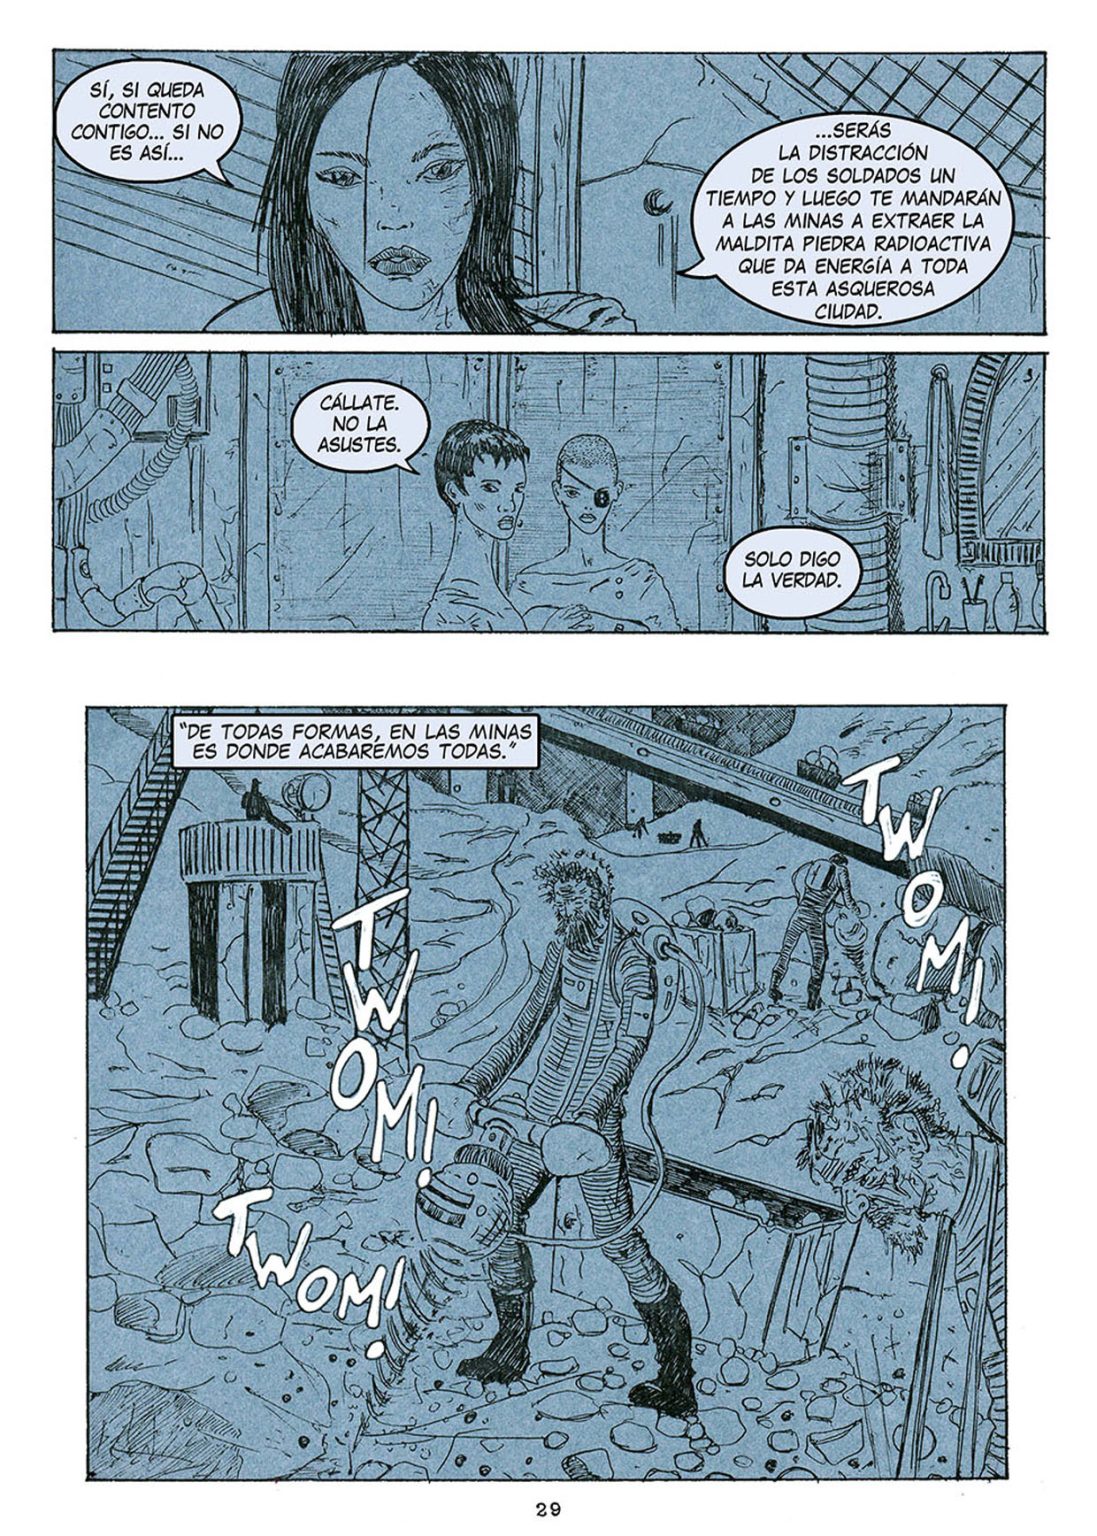 SÍ, SI QUEDA
CONTENTO
CONTIGO... SI NO
ES ASÍ...
...SERÁS
LA DISTRACCIÓN
DE LOS SOLDADOS UN
TIEMPO Y LUEGO TE MANDARÁN
A LAS MINAS A EXTRAER LA
MALDITA PIEDRA RADIOACTIVA
QUE DA ENERGÍA A TODA
ESTA ASQUEROSA
CIUDAD.
CÁLLATE.
NO LA
ASUSTES.
SOLO DIGO
LA VERDAD.
"DE TODAS FORMAS, EN LAS MINAS
ES DONDE ACABAREMOS TODAS."
TWOM!
TWOM!
TWOM!
29